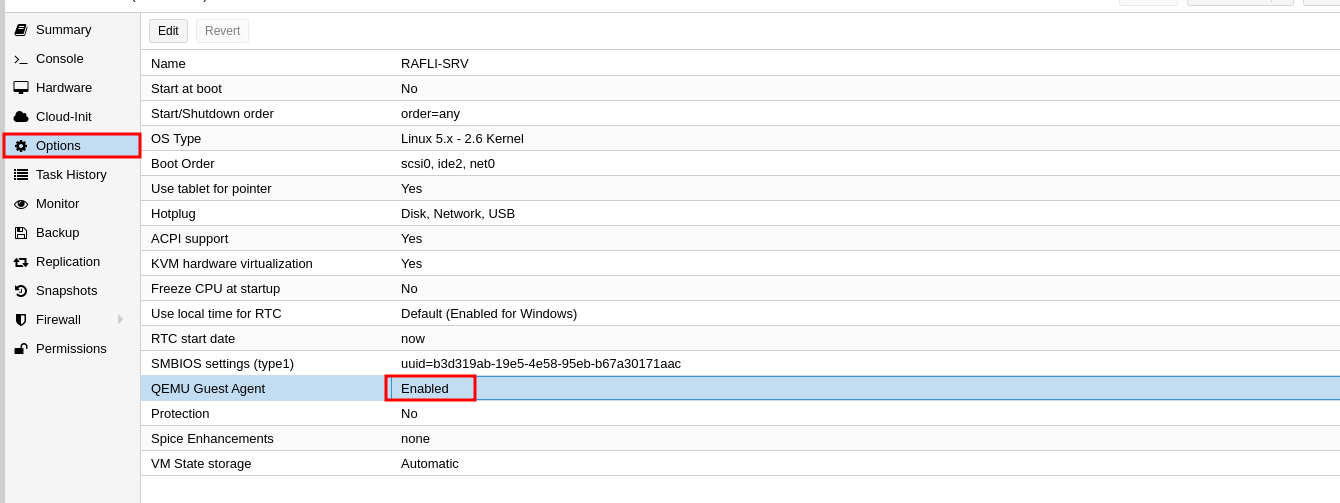 Summary
Console
Hardware
Cloud-Init
Options
Task History
Monitor
Backup
Replication
Snapshots
Firewall
Permissions
Edit Revert
Name RAFLI-SRV
Start at boot No
Start/Shutdown order order=any
OS Type Linux 5.x - 2.6 Kernel
Boot Order scsi0, ide2, net0
Use tablet for pointer Yes
Hotplug Disk, Network, USB
ACPI support Yes
KVM hardware virtualization Yes
Freeze CPU at startup No
Use local time for RTC Default (Enabled for Windows)
RTC start date now
SMBIOS settings (type1) uuid=b3d319ab-19e5-4e58-95eb-b67a30171aac
QEMU Guest Agent Enabled
Protection No
Spice Enhancements none
VM State storage Automatic